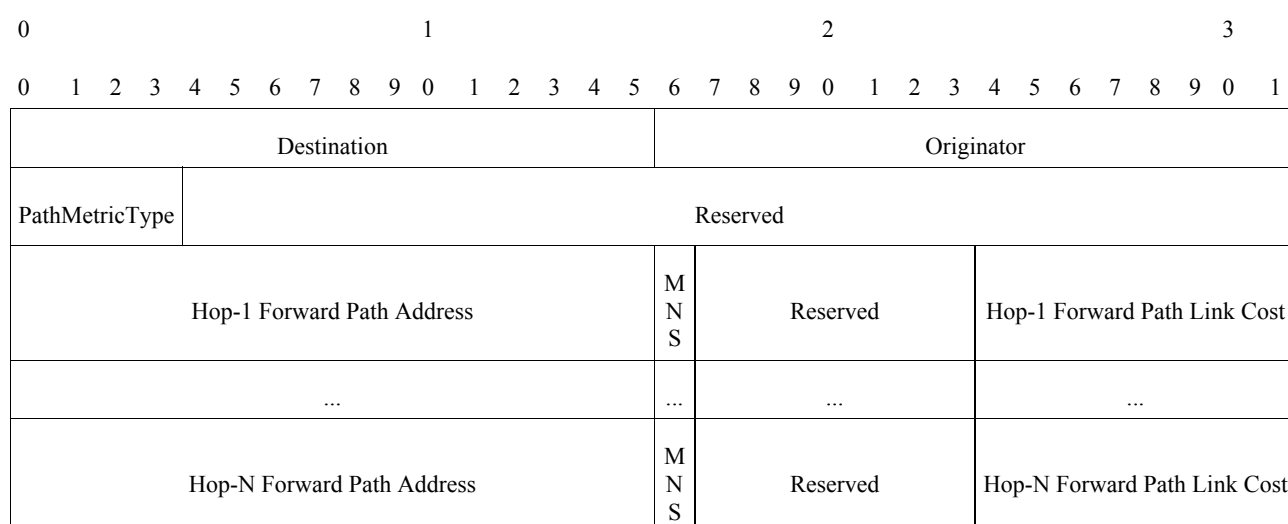 0 1 2 3
0 1 2 3 4 5 6 7 8 9 0 1 2 3 4 5 6 7 8 9 0 1 2 3 4 5 6 7 8 9 0 1
Destination Originator
PathMetricType Reserved
Hop-1 Forward Path Address M N S Reserved Hop-1 Forward Path Link Cost
... ... ... ...
Hop-N Forward Path Address M N S Reserved Hop-N Forward Path Link Cost